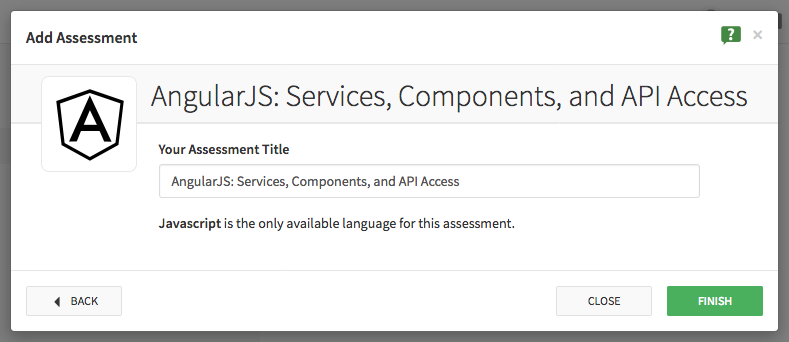 Add Assessment
?
×
A
AngularJS: Services, Components, and API Access
Your Assessment Title
AngularJS: Services, Components, and API Access
Javascript is the only available language for this assessment.
BACK
CLOSE
FINISH